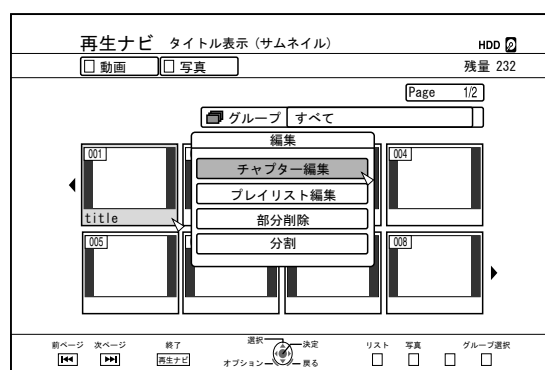 再生ナビ タイトル表示（サムネイル） HDD
動画 写真 残量 232
Page 1/2
グループ すべて
編集
001 チャプター編集 004
プレイリスト編集
title 部分削除
005 分割 008
前ページ 次ページ 終了 選択 決定 リスト 写真 グループ選択
再生ナビ オプション 戻る